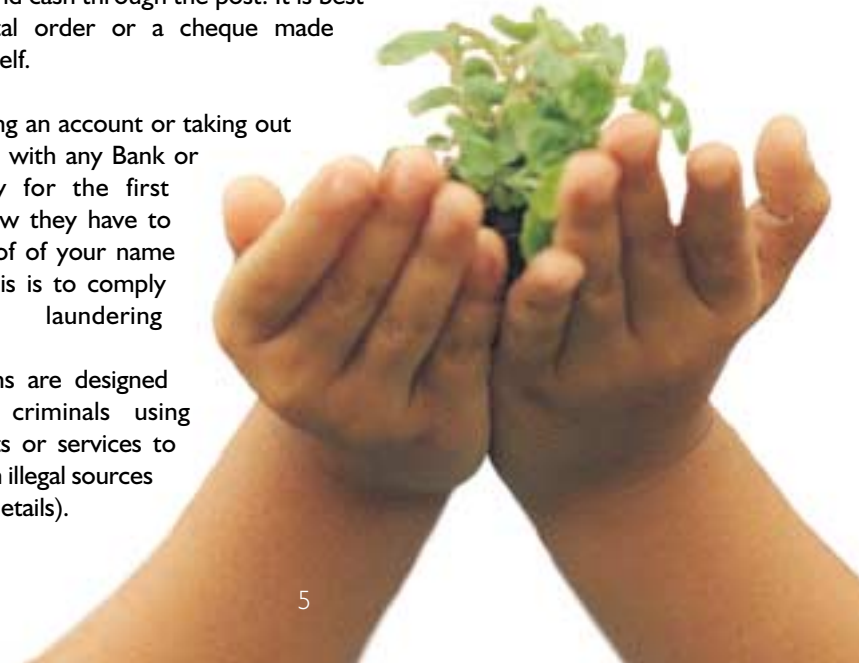 nd cash through the post. It is best
al order or a cheque made
elf.
ng an account or taking out
with any Bank or
y for the first
w they have to
of of your name
is is to comply
laundering
ns are designed
criminals using
ts or services to
illegal sources
etails).
5